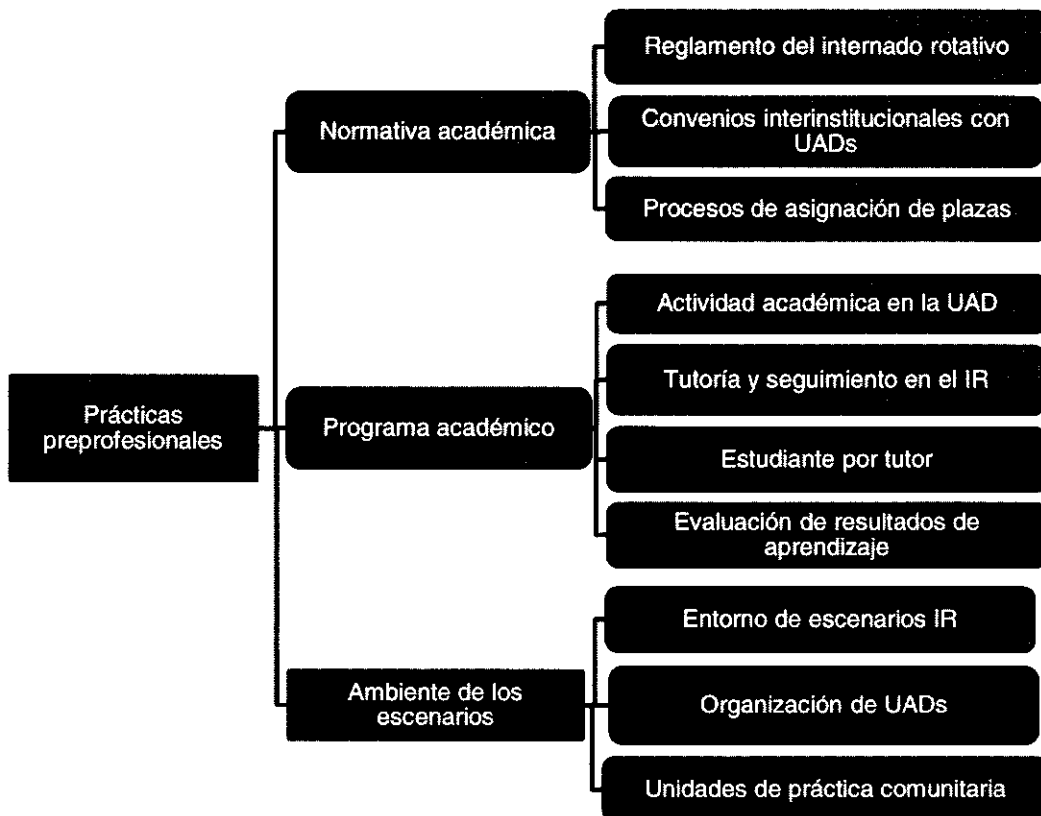 Prácticas
preprofesionales
Normativa académica
Reglamento del internado rotativo
Convenios interinstitucionales con
UADs
Procesos de asignación de plazas
Programa académico
Actividad académica en la UAD
Tutoría y seguimiento en el IR
Estudiante por tutor
Evaluación de resultados de
aprendizaje
Ambiente de los
escenarios
Entorno de escenarios IR
Organización de UADs
Unidades de práctica comunitaria